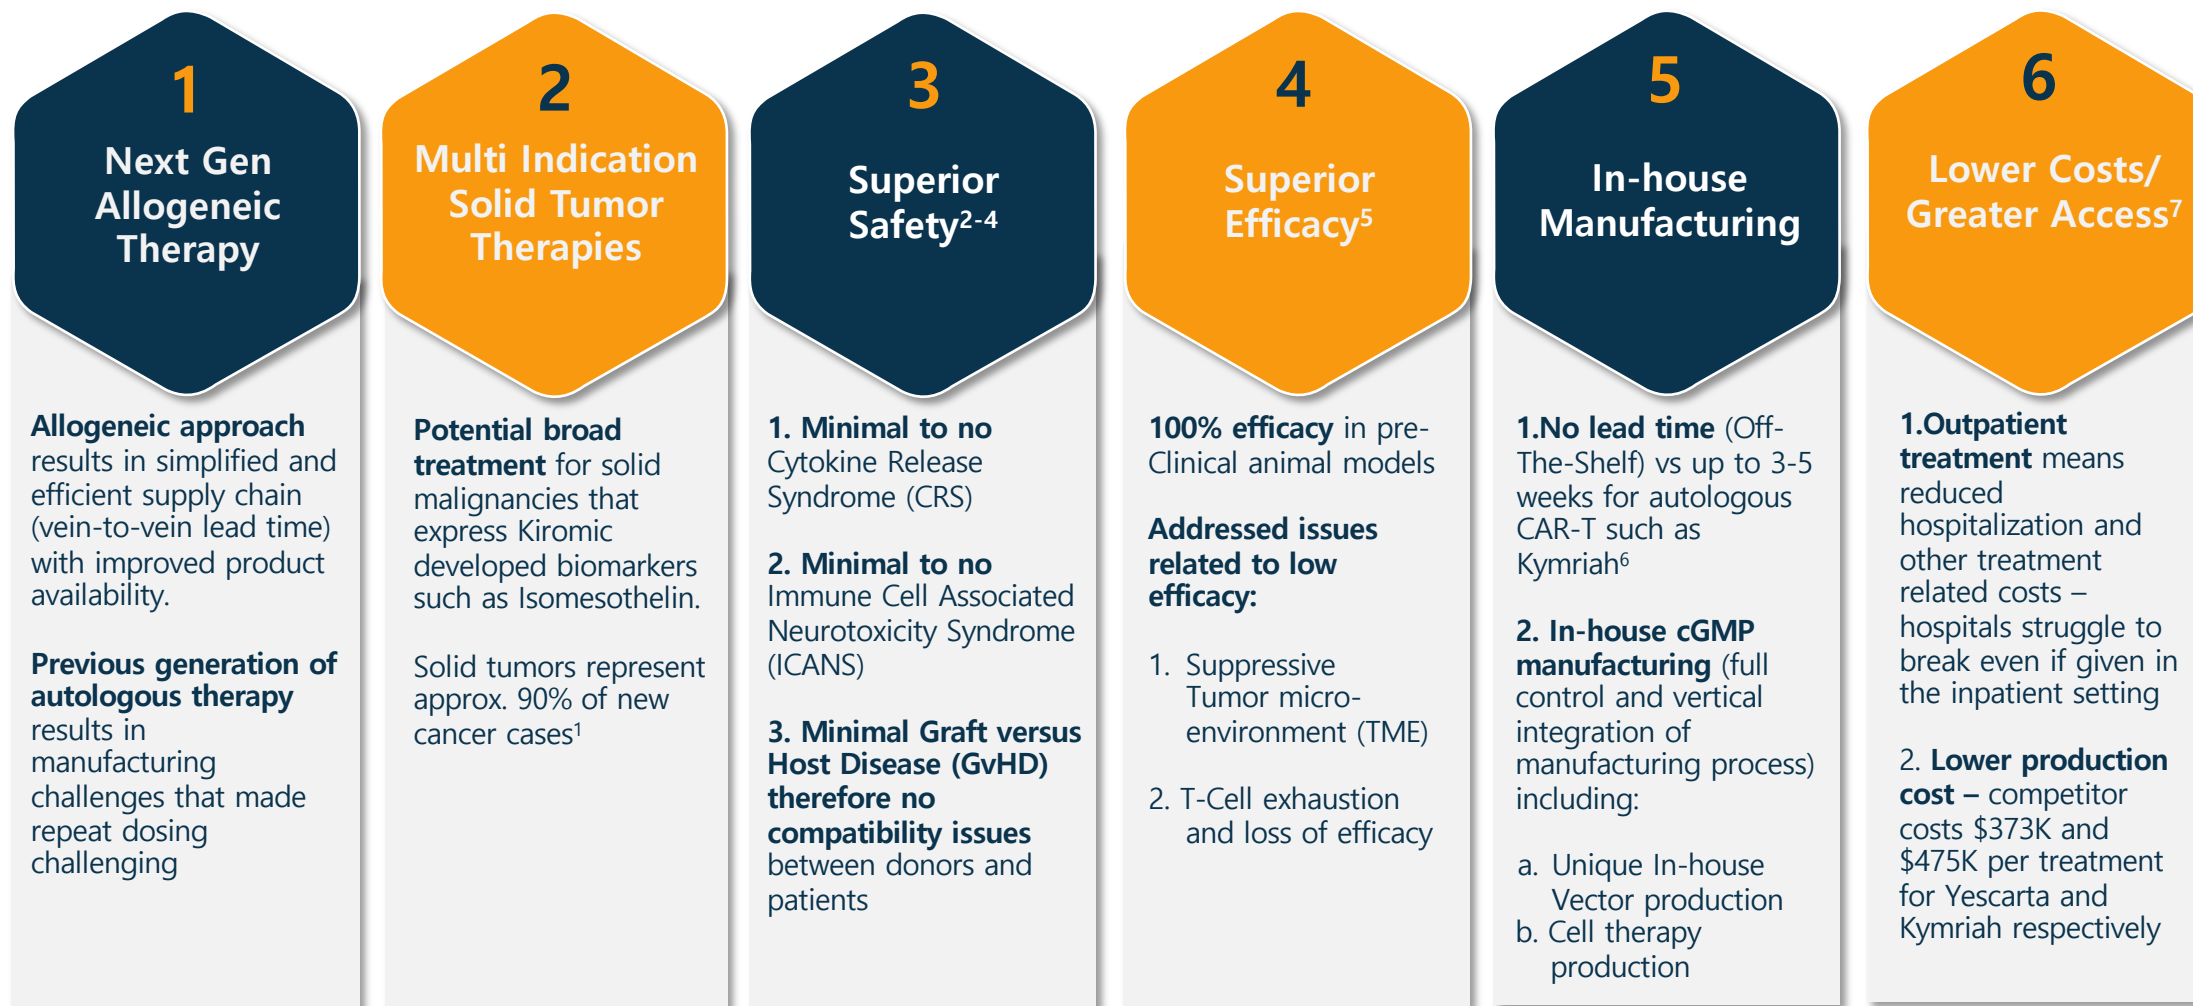 1
Next Gen
Allogeneic
Therapy
Allogeneic approach
results in simplified and
efficient supply chain
(vein-to-vein lead time)
with improved product
availability.
Previous generation of
autologous therapy
results in
manufacturing
challenges that made
repeat dosing
challenging
2
Multi Indication
Solid Tumor
Therapies
Potential broad
treatment for solid
malignancies that
express Kiromic
developed biomarkers
such as Isomesothelin.
Solid tumors represent
approx. 90% of new
cancer cases¹
3
Superior
Safety²⁻⁴
1. Minimal to no
Cytokine Release
Syndrome (CRS)
2. Minimal to no
Immune Cell Associated
Neurotoxicity Syndrome
(ICANS)
3. Minimal Graft versus
Host Disease (GvHD)
therefore no
compatibility issues
between donors and
patients
4
Superior
Efficacy⁵
100% efficacy in pre-
Clinical animal models
Addressed issues
related to low
efficacy:
1. Suppressive
Tumor micro-
environment (TME)
2. T-Cell exhaustion
and loss of efficacy
5
In-house
Manufacturing
1.No lead time (Off-
The-Shelf) vs up to 3-5
weeks for autologous
CAR-T such as
Kymriah⁶
2. In-house cGMP
manufacturing (full
control and vertical
integration of
manufacturing process)
including:
a. Unique In-house
Vector production
b. Cell therapy
production
6
Lower Costs/
Greater Access⁷
1.Outpatient
treatment means
reduced
hospitalization and
other treatment
related costs –
hospitals struggle to
break even if given in
the inpatient setting
2. Lower production
cost – competitor
costs $373K and
$475K per treatment
for Yescarta and
Kymriah respectively